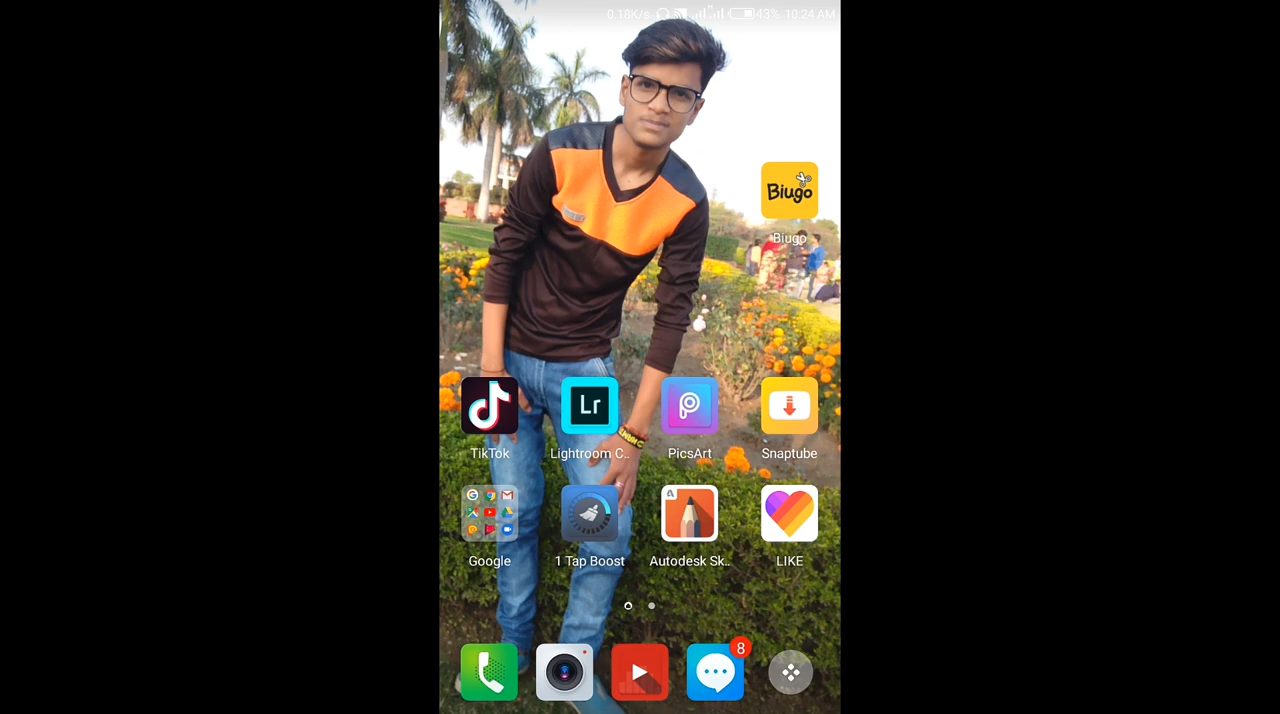 0.18K/s 43% 10:24 AM
Biugo
Biugo
Lr
TikTok
Lightroom C..
PicsArt
Snaptube
Google
1 Tap Boost
Autodesk Sk..
LIKE
8